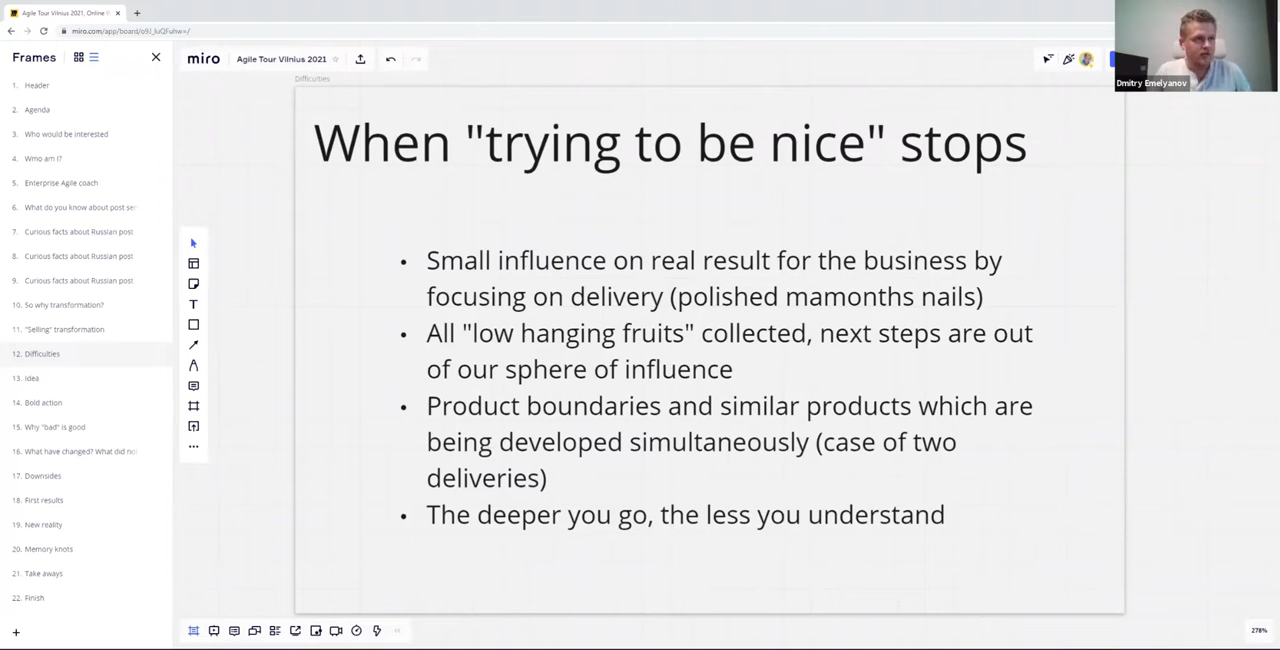 Agile Tour Vilnius 2021, Online
miro.com/app/board/o9J_luQFuhw=/
Frames
miro
Agile Tour Vilnius 2021
Dmitry Emelyanov
1. Header
2. Agenda
3. Who would be interested
4. Who am I?
5. Enterprise Agile coach
6. What do you know about post ser
7. Curious facts about Russian post
8. Curious facts about Russian post
9. Curious facts about Russian post
10. So why transformation?
11. "Selling" transformation
12. Difficulties
13. Idea
14. Bold action
15. Why "bad" is good
16. What have changed? What did no
17. Downsides
18. First results
19. New reality
20. Memory knots
21. Take aways
22. Finish
Difficulties
When "trying to be nice" stops
• Small influence on real result for the business by
focusing on delivery (polished mamonths nails)
• All "low hanging fruits" collected, next steps are out
of our sphere of influence
• Product boundaries and similar products which are
being developed simultaneously (case of two
deliveries)
• The deeper you go, the less you understand
278%